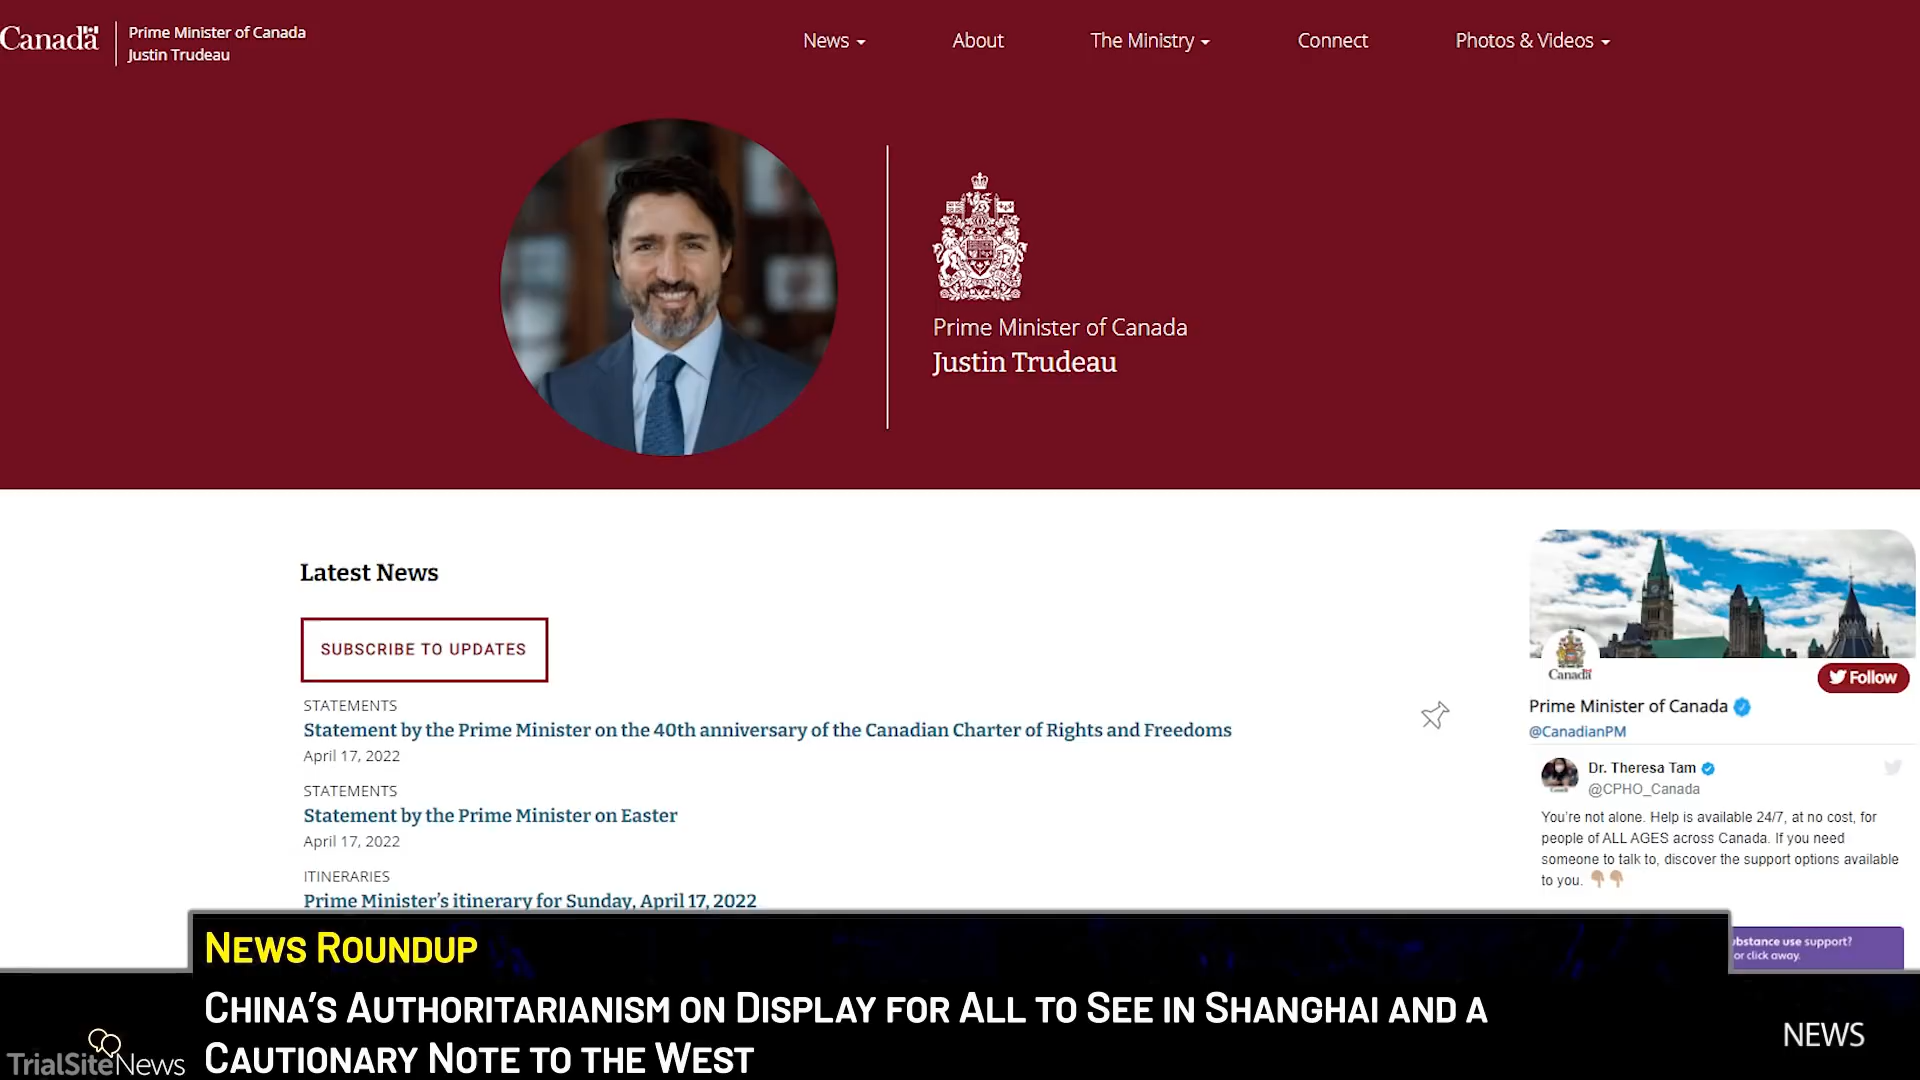 Canada
Prime Minister of Canada
Justin Trudeau
News
About
The Ministry
Connect
Photos & Videos
Prime Minister of Canada
Justin Trudeau
Latest News
SUBSCRIBE TO UPDATES
STATEMENTS
Statement by the Prime Minister on the 40th anniversary of the Canadian Charter of Rights and Freedoms
April 17, 2022
STATEMENTS
Statement by the Prime Minister on Easter
April 17, 2022
ITINERARIES
Prime Minister's itinerary for Sunday, April 17, 2022
Canada
Follow
Prime Minister of Canada
@CanadianPM
Dr. Theresa Tam
@CPHO_Canada
You're not alone. Help is available 24/7, at no cost, for
people of ALL AGES across Canada. If you need
someone to talk to, discover the support options available
to you.
use support?
or click away.
NEWS ROUNDUP
CHINA'S AUTHORITARIANISM ON DISPLAY FOR ALL TO SEE IN SHANGHAI AND A
CAUTIONARY NOTE TO THE WEST
TrialSiteNews
NEWS